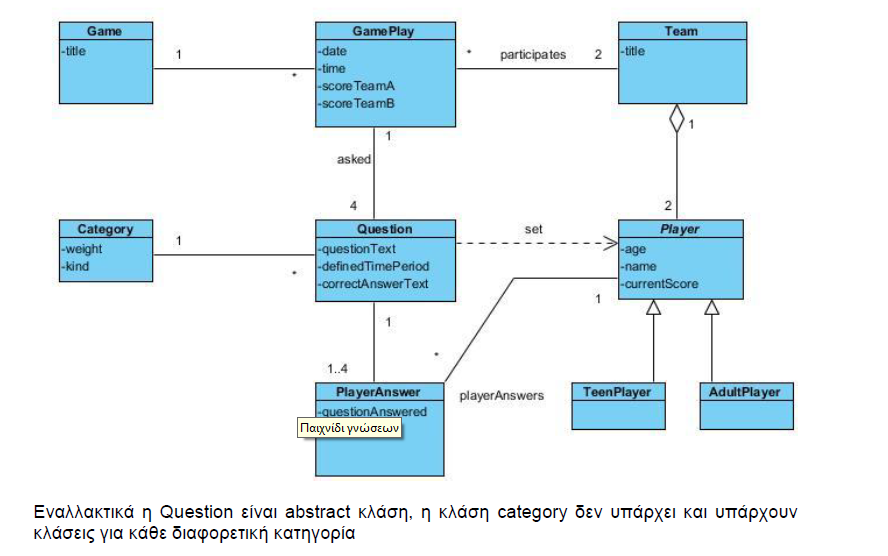 Game
-title
1
*
GamePlay
-date
-time
-scoreTeamA
-scoreTeamB
*
participates
2
Team
-title
1
asked
4
1
2
Category
-weight
-kind
1
*
Question
-questionText
-definedTimePeriod
-correctAnswerText
set
Player
-age
-name
-currentScore
1
1..4
*
1
playerAnswers
PlayerAnswer
-questionAnswered
Παιχνίδι γνώσεων
TeenPlayer
AdultPlayer
Εναλλακτικά η Question είναι abstract κλάση, η κλάση category δεν υπάρχει και υπάρχουν
κλάσεις για κάθε διαφορετική κατηγορία